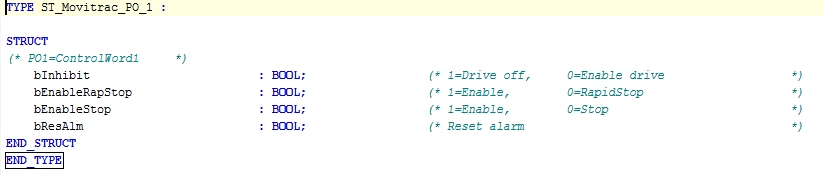 TYPE ST_Movitrac_PO_1 :
STRUCT
(* PO1=ControlWord1 *)
bInhibit : BOOL; (* 1=Drive off, 0=Enable drive *)
bEnableRapStop : BOOL; (* 1=Enable, 0=RapidStop *)
bEnableStop : BOOL; (* 1=Enable, 0=Stop *)
bResAlm : BOOL; (* Reset alarm *)
END_STRUCT
END_TYPE